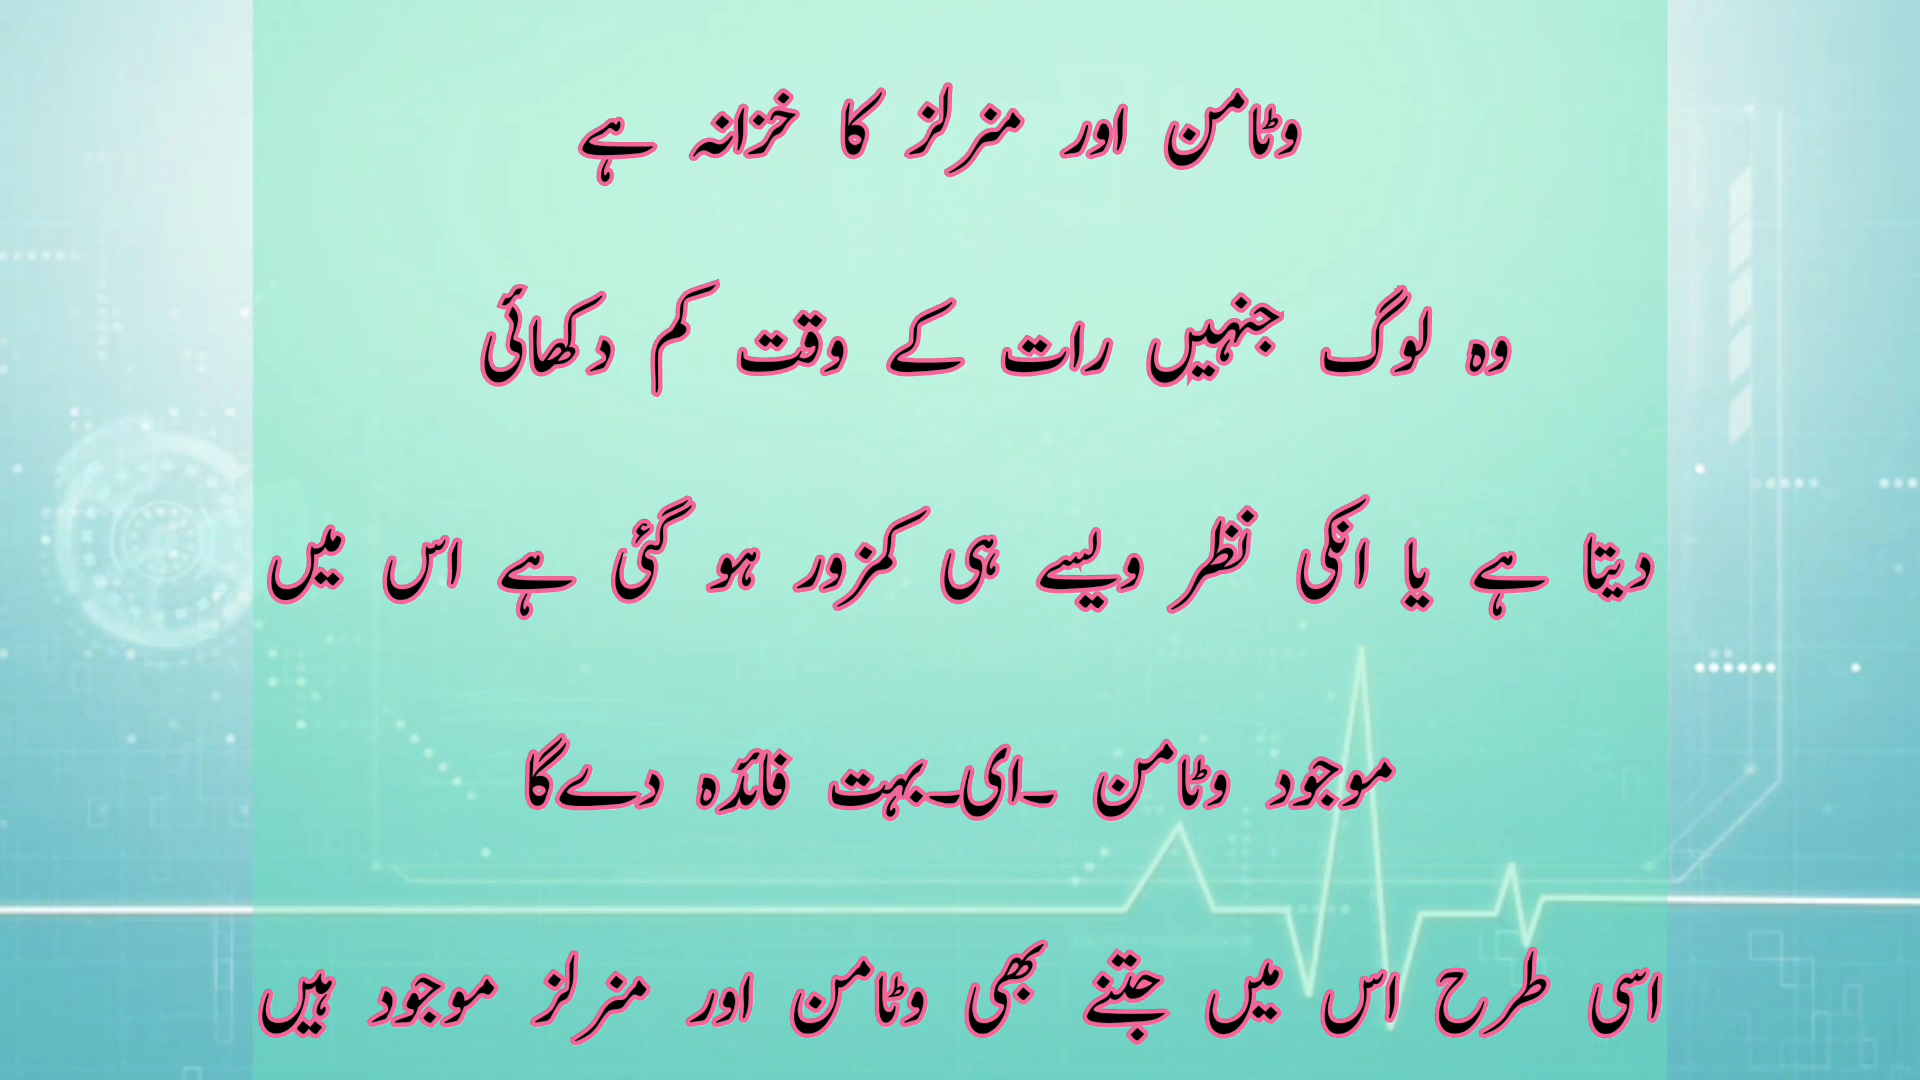 وٹامن اور منرلز کا خزانہ ہے
وہ لوگ جنہیں رات کے وقت کم دکھائی
دیتا ہے یا انکی نظر ویسے ہی کمزور ہو گئی ہے اس میں
موجود وٹامن ۔ای۔بہت فائدہ دےگا
اسی طرح اس میں جتنے بھی وٹامن اور منرلز موجود ہیں